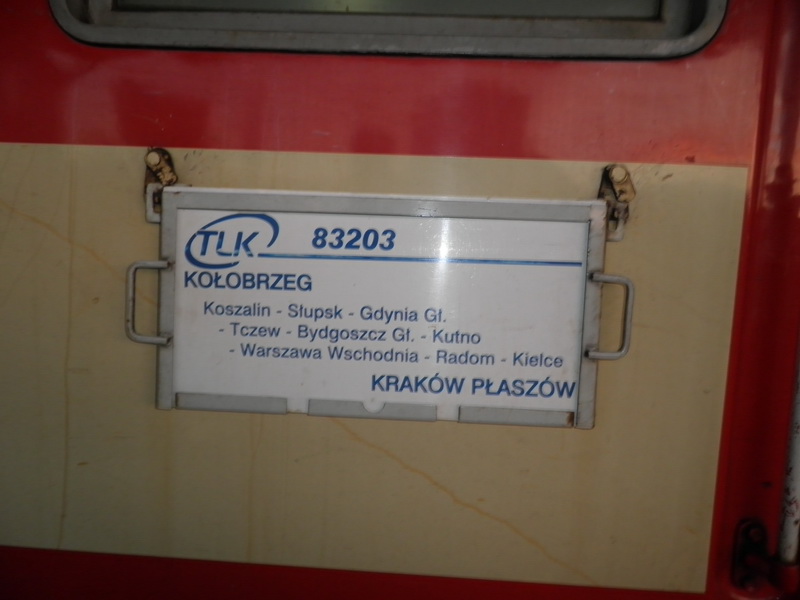 TLK 83203
KOŁOBRZEG
Koszalin - Słupsk - Gdynia Gł.
- Tczew - Bydgoszcz Gł. - Kutno
- Warszawa Wschodnia - Radom - Kielce
KRAKÓW PŁASZÓW